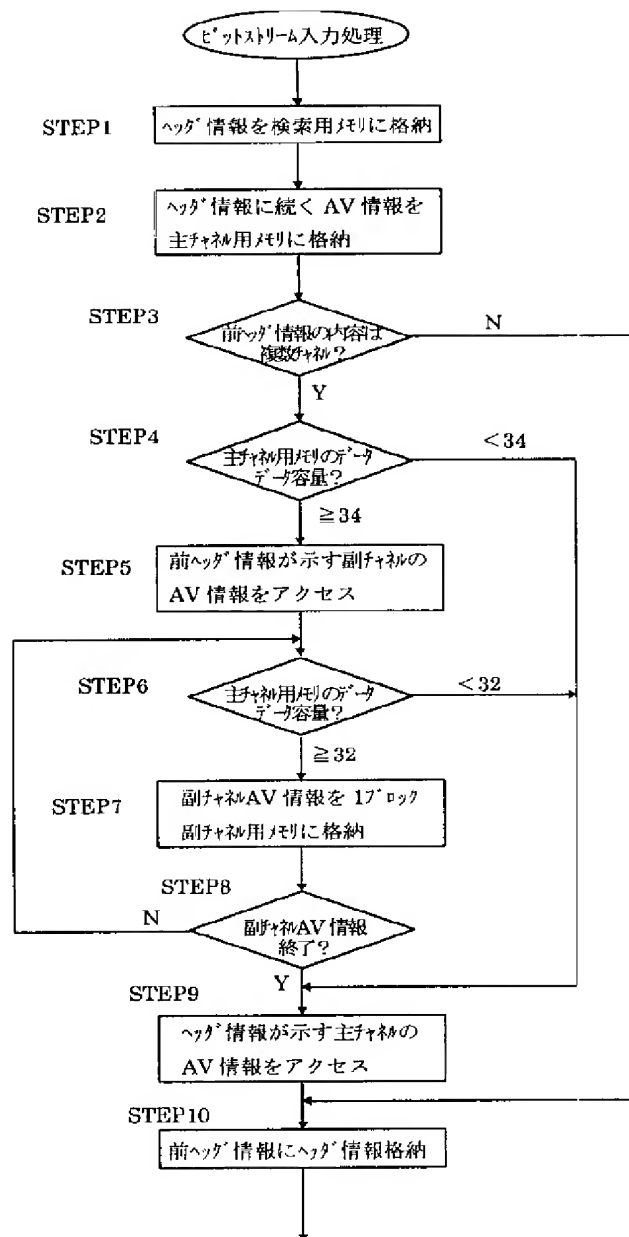 ビットストリーム入力処理
STEP1
ヘッダ情報を検索用メモリに格納
STEP2
ヘッダ情報に続く AV 情報を
主チャネル用メモリに格納
STEP3
前ヘッダ情報の内容は
複数チャネル?
N
Y
STEP4
主チャネル用メモリのデータ
データ容量?
<34
≧34
STEP5
前ヘッダ情報が示す副チャネルの
AV 情報をアクセス
STEP6
主チャネル用メモリのデータ
データ容量?
<32
≧32
STEP7
副チャネルAV 情報を 1ブロック
副チャネル用メモリに格納
STEP8
副チャネルAV 情報
終了?
N
Y
STEP9
ヘッダ情報が示す主チャネルの
AV 情報をアクセス
STEP10
前ヘッダ情報にヘッダ情報格納